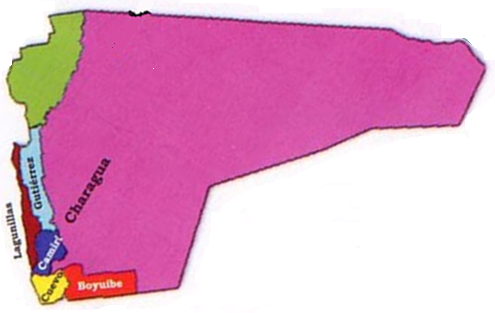 Gutiérrez
Charagua
Lagunillas
Camiri
Cuevo
Boyuibe